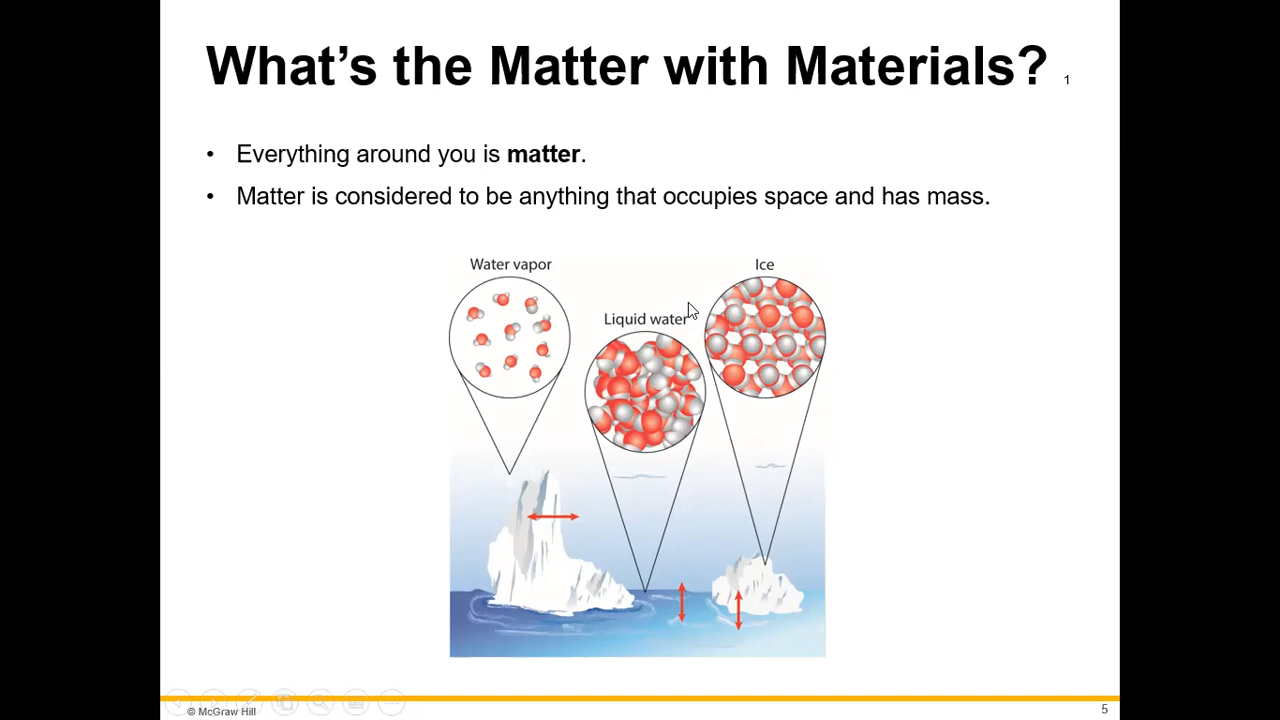 What's the Matter with Materials? 1
• Everything around you is matter.
• Matter is considered to be anything that occupies space and has mass.
Water vapor
Ice
Liquid water
© McGraw Hill
5